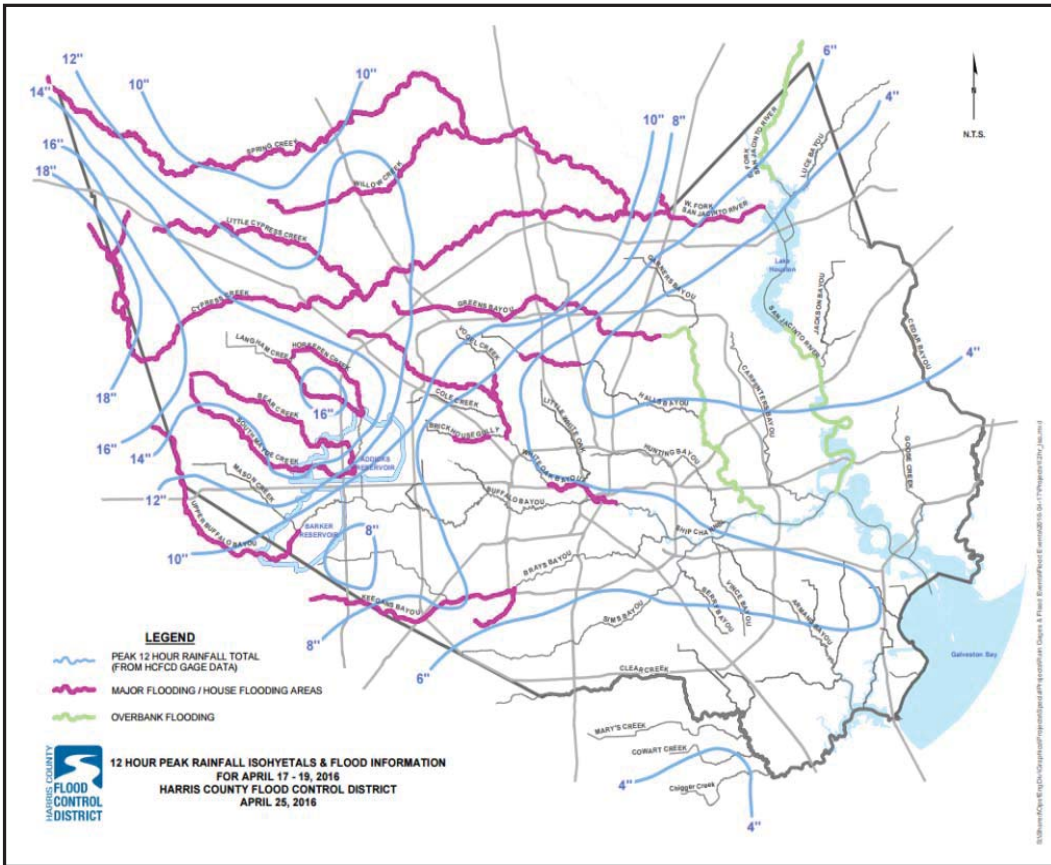 12"
14"
16"
18"
10"
10"
10"
8"
6"
4"
N
N.T.S.
SPRING CREEK
WILLOW CREEK
LITTLE CYPRESS CREEK
CYPRESS CREEK
FORK
SAN JACINTO RIVER
LUCE BAYOU
W. FORK
SAN JACINTO RIVER
GARNERS BAYOU
Lake
Houston
SAN JACINTO RIVER
JACKSON BAYOU
CEDAR BAYOU
GREENS BAYOU
LANGHAM CREEK
HORSEPEN CREEK
VOGEL CREEK
16"
BEAR CREEK
SOUTH MAYDE CREEK
COLE CREEK
BRICKHOUSE GULLY
LITTLE WHITE OAK
HALLS BAYOU
CARPENTERS BAYOU
4"
18"
16"
14"
12"
10"
MASON CREEK
ADDICKS
RESERVOIR
BARKER
RESERVOIR
UPPER BUFFALO BAYOU
8"
WHITE OAK BAYOU
HUNTING BAYOU
GOOSE CREEK
BUFFALO BAYOU
SHIP CHANNEL
BRAYS BAYOU
KEEGANS BAYOU
SIMS BAYOU
BERRY BAYOU
VINCE BAYOU
ARMAND BAYOU
Galveston Bay
8"
6"
CLEAR CREEK
MARY'S CREEK
COWART CREEK
Chigger Creek
4"
4"
LEGEND
PEAK 12 HOUR RAINFALL TOTAL
(FROM HCFCD GAGE DATA)
MAJOR FLOODING / HOUSE FLOODING AREAS
OVERBANK FLOODING
HARRIS COUNTY
FLOOD
CONTROL
DISTRICT
12 HOUR PEAK RAINFALL ISOHYETALS & FLOOD INFORMATION
FOR APRIL 17 - 19, 2016
HARRIS COUNTY FLOOD CONTROL DISTRICT
APRIL 25, 2016